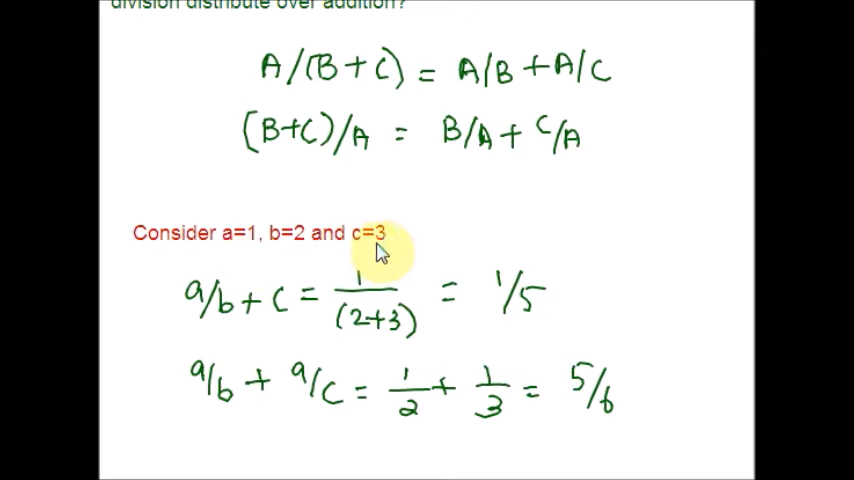 division distribute over addition?
A/(B+C) = A/B + A/C
(B+C)/A = B/A + C/A
Consider a=1, b=2 and c=3
a/b + c = 1/(2+3) = 1/5
a/b + a/c = 1/2 + 1/3 = 5/6